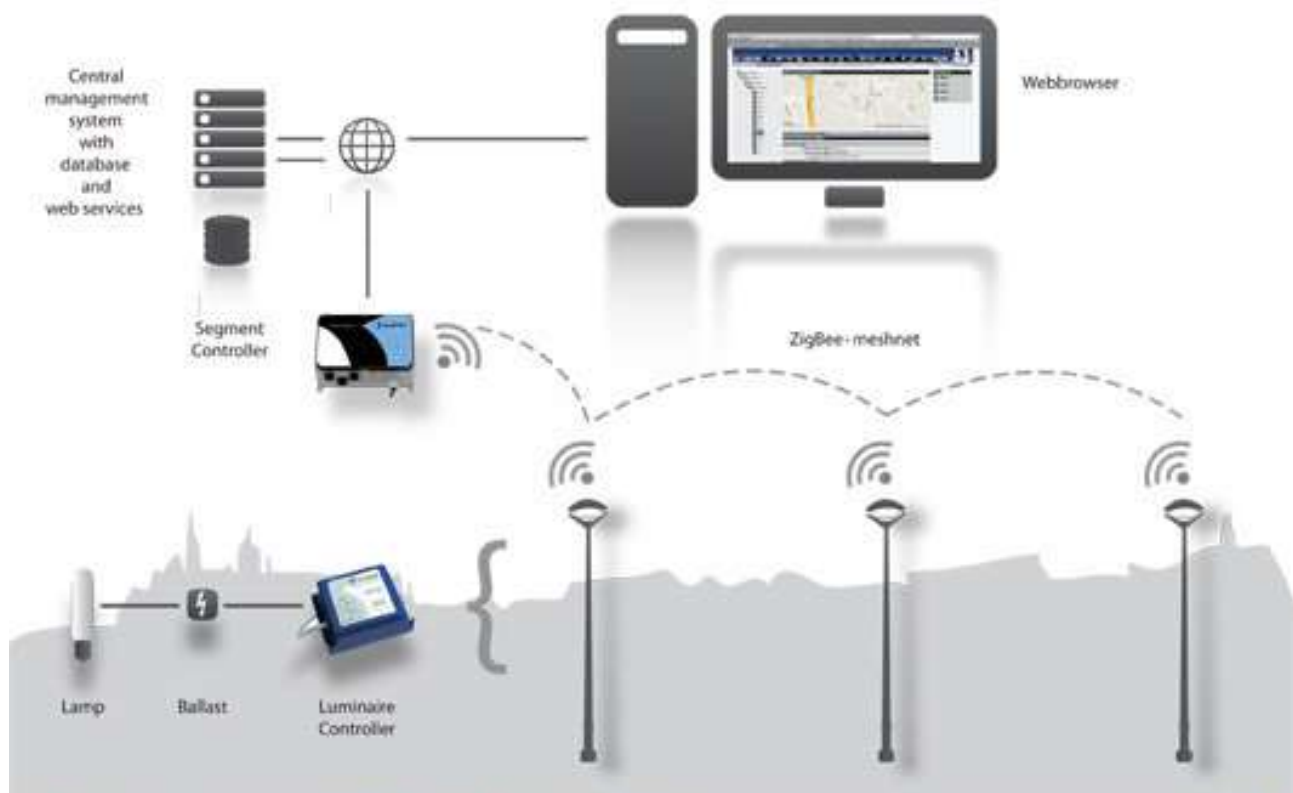 Central
management
system
with
database
and
web services
Webbrowser
Segment
Controller
ZigBee - meshnet
Lamp
Ballast
Luminaire
Controller